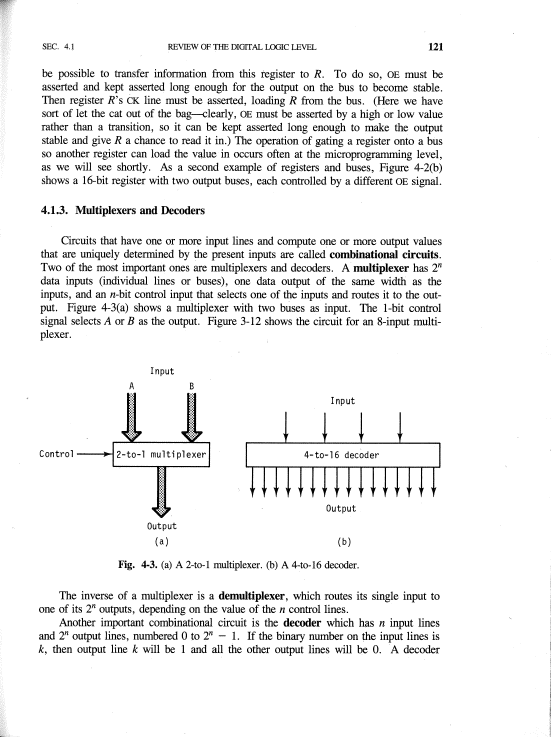 SEC. 4.1 REVIEW OF THE DIGITAL LOGIC LEVEL 121
be possible to transfer information from this register to R. To do so, OE must be
asserted and kept asserted long enough for the output on the bus to become stable.
Then register R's CK line must be asserted, loading R from the bus. (Here we have
sort of let the cat out of the bag—clearly, OE must be asserted by a high or low value
rather than a transition, so it can be kept asserted long enough to make the output
stable and give R a chance to read it in.) The operation of gating a register onto a bus
so another register can load the value in occurs often at the microprogramming level,
as we will see shortly. As a second example of registers and buses, Figure 4-2(b)
shows a 16-bit register with two output buses, each controlled by a different OE signal.
4.1.3. Multiplexers and Decoders
Circuits that have one or more input lines and compute one or more output values
that are uniquely determined by the present inputs are called combinational circuits.
Two of the most important ones are multiplexers and decoders. A multiplexer has 2ⁿ
data inputs (individual lines or buses), one data output of the same width as the
inputs, and an n-bit control input that selects one of the inputs and routes it to the out-
put. Figure 4-3(a) shows a multiplexer with two buses as input. The 1-bit control
signal selects A or B as the output. Figure 3-12 shows the circuit for an 8-input multi-
plexer.
Input
A B
Control 2-to-1 multiplexer
Output
(a)
Input
4-to-16 decoder
Output
(b)
Fig. 4-3. (a) A 2-to-1 multiplexer. (b) A 4-to-16 decoder.
The inverse of a multiplexer is a demultiplexer, which routes its single input to
one of its 2ⁿ outputs, depending on the value of the n control lines.
Another important combinational circuit is the decoder which has n input lines
and 2ⁿ output lines, numbered 0 to 2ⁿ − 1. If the binary number on the input lines is
k, then output line k will be 1 and all the other output lines will be 0. A decoder